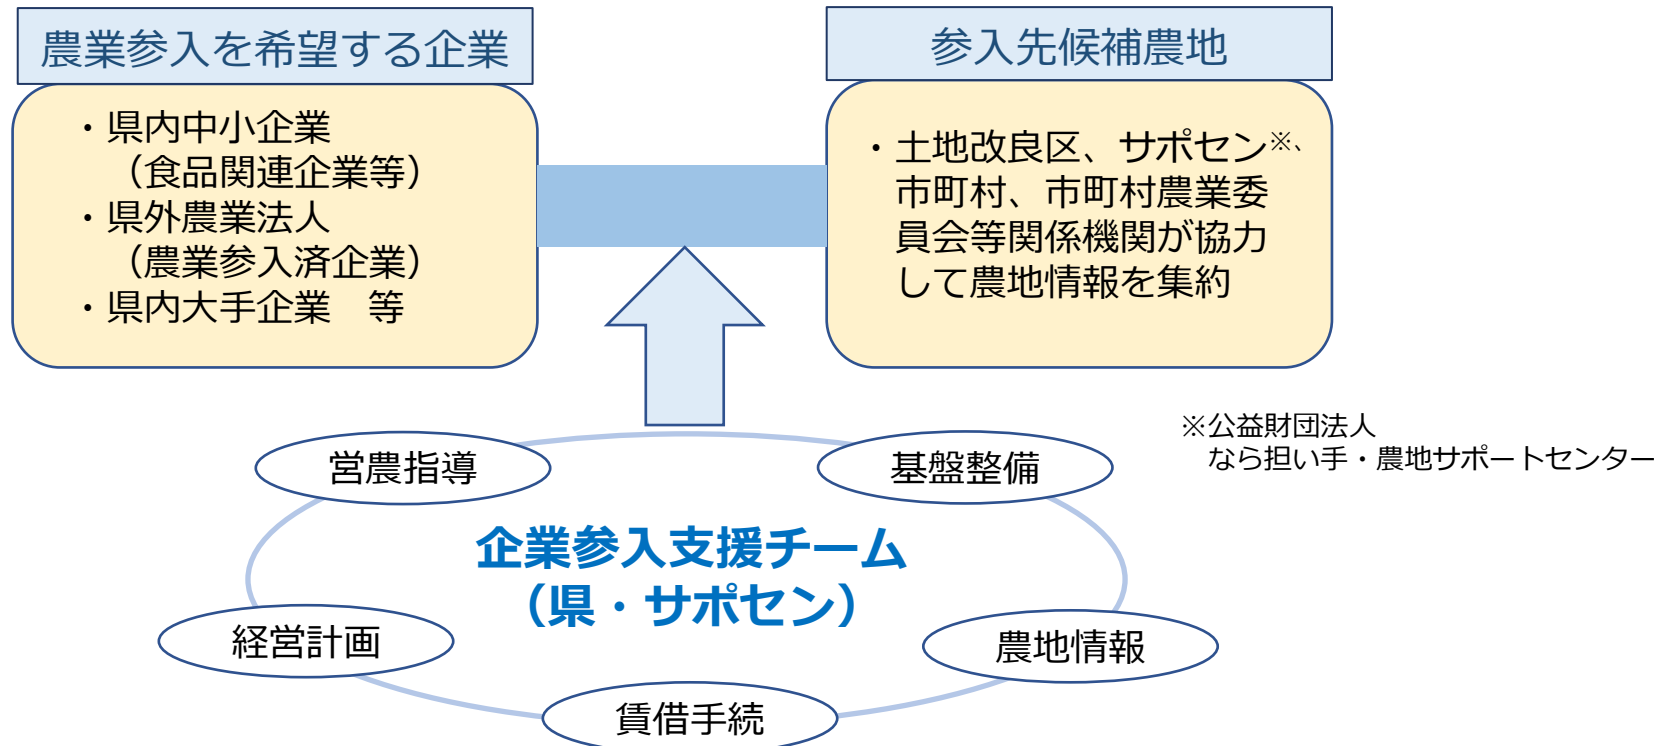 農業参入を希望する企業
・県内中小企業
（食品関連企業等）
・県外農業法人
（農業参入済企業）
・県内大手企業　等
参入先候補農地
・土地改良区、サポセン※、
市町村、市町村農業委
員会等関係機関が協力
して農地情報を集約
※公益財団法人
なら担い手・農地サポートセンター
営農指導
基盤整備
企業参入支援チーム
（県・サポセン）
経営計画
農地情報
賃借手続